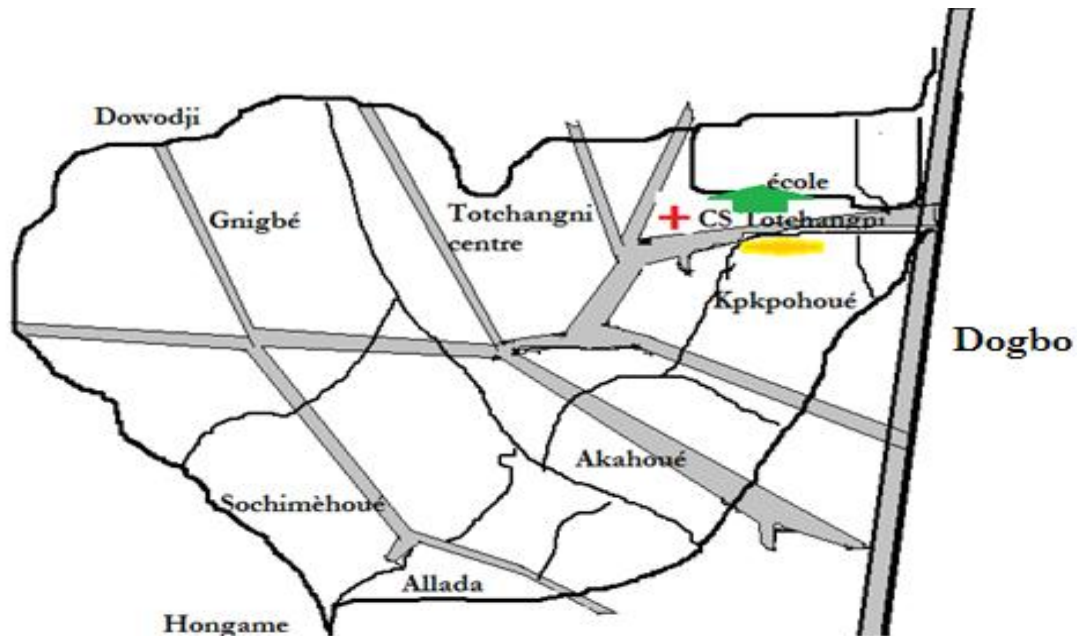 Dowodji
école
Gnigbé
Totchangni
centre
CS Totchangni
Kpkpohoué
Dogbo
Akahoué
Sochimèhoué
Allada
Hongame